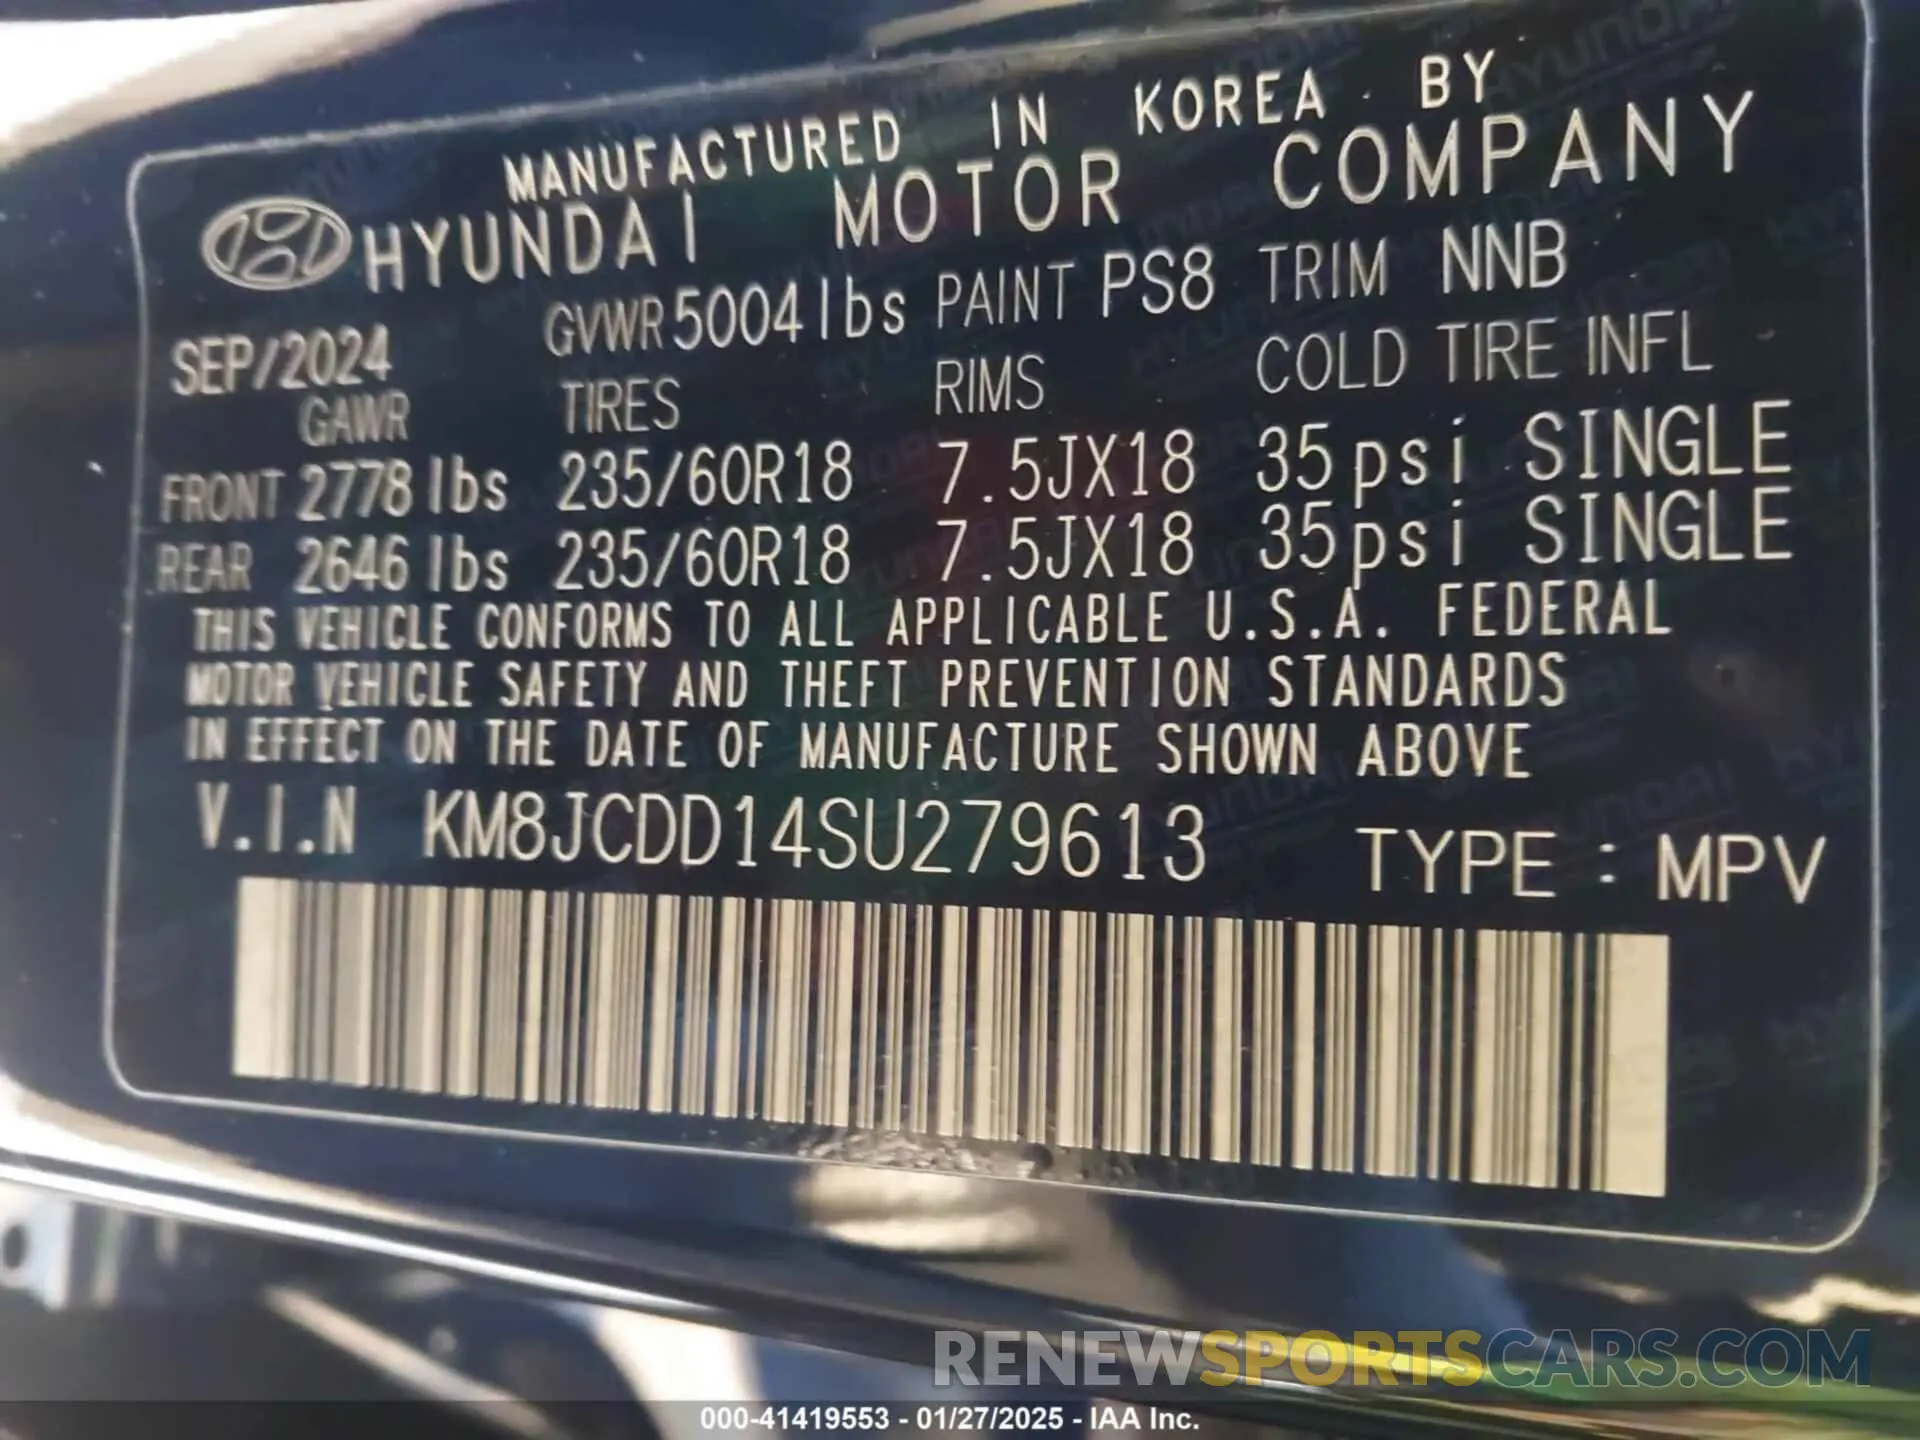 MANUFACTURED IN KOREA BY
HYUNDAI MOTOR COMPANY
SEP/2024 GVWR 5004lbs PAINT PS8 TRIM NNB
GAWR TIRES RIMS COLD TIRE INFL
FRONT 2778 lbs 235/60R18 7.5JX18 35psi SINGLE
REAR 2646 lbs 235/60R18 7.5JX18 35psi SINGLE
THIS VEHICLE CONFORMS TO ALL APPLICABLE U.S.A. FEDERAL
MOTOR VEHICLE SAFETY AND THEFT PREVENTION STANDARDS
IN EFFECT ON THE DATE OF MANUFACTURE SHOWN ABOVE
V.I.N KM8JCDD14SU279613 TYPE : MPV
RENEWSPORTSCARS.COM
000-41419553 - 01/27/2025 - IAA Inc.